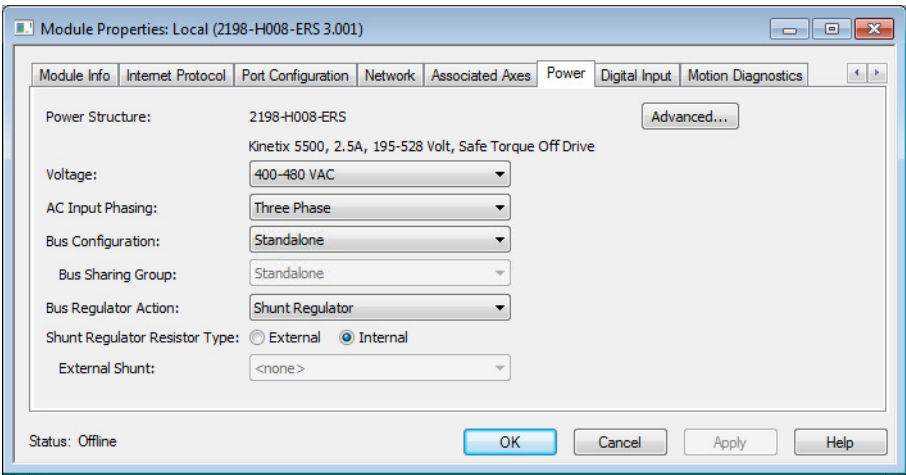 Module Properties: Local (2198-H008-ERS 3.001)
Module Info Internet Protocol Port Configuration Network Associated Axes Power Digital Input Motion Diagnostics
Power Structure: 2198-H008-ERS Advanced...
Kinetix 5500, 2.5A, 195-528 Volt, Safe Torque Off Drive
Voltage: 400-480 VAC
AC Input Phasing: Three Phase
Bus Configuration: Standalone
Bus Sharing Group: Standalone
Bus Regulator Action: Shunt Regulator
Shunt Regulator Resistor Type: External Internal
External Shunt: <none>
Status: Offline OK Cancel Apply Help